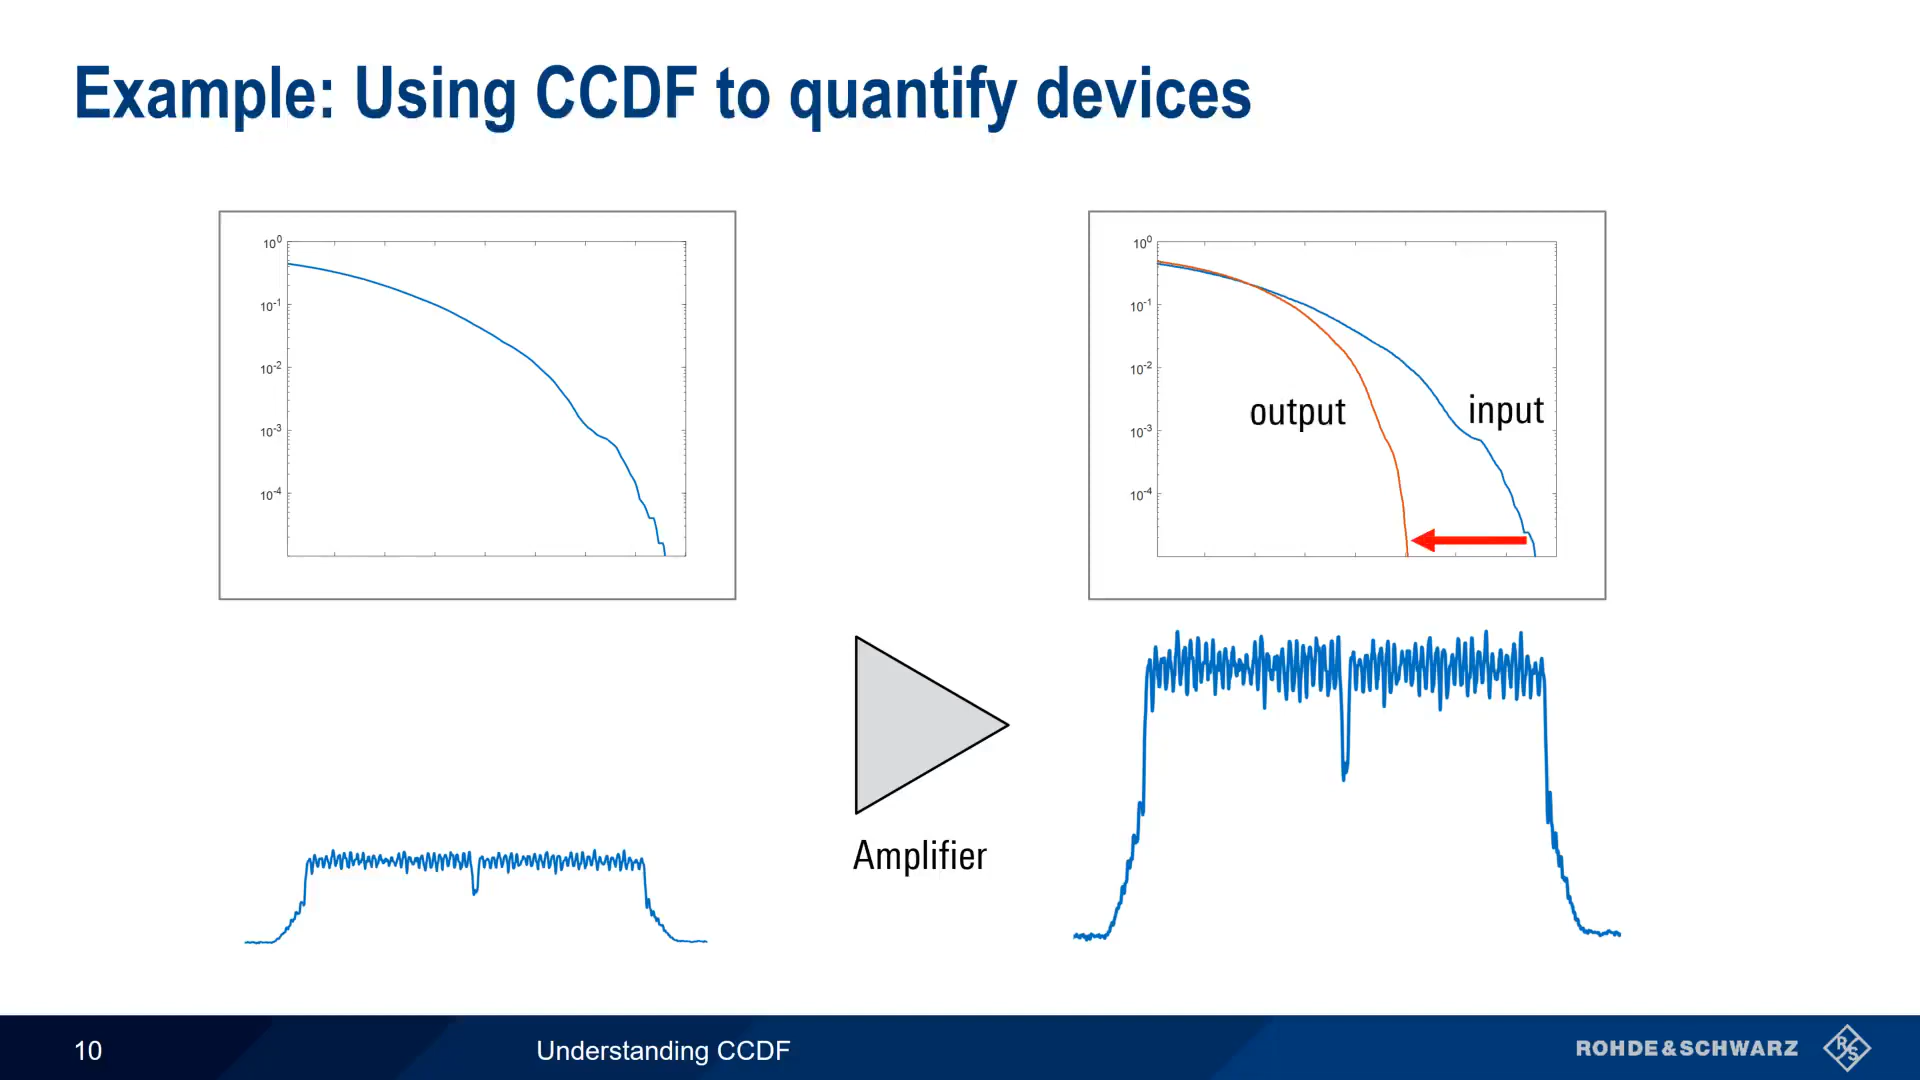 Example: Using CCDF to quantify devices
10^0
10^-1
10^-2
10^-3
10^-4
10^0
10^-1
10^-2
10^-3
10^-4
output
input
Amplifier
10
Understanding CCDF
ROHDE&SCHWARZ
R
S